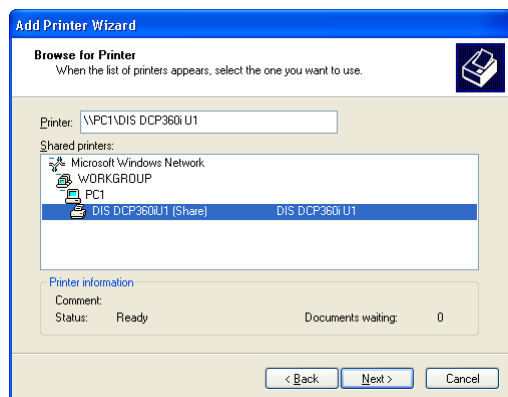 Add Printer Wizard
Browse for Printer
When the list of printers appears, select the one you want to use.
Printer: \\PC1\DIS DCP360i U1
Shared printers:
Microsoft Windows Network
WORKGROUP
PC1
DIS DCP360iU1 (Share) DIS DCP360i U1
Printer information
Comment:
Status: Ready Documents waiting: 0
< Back Next > Cancel